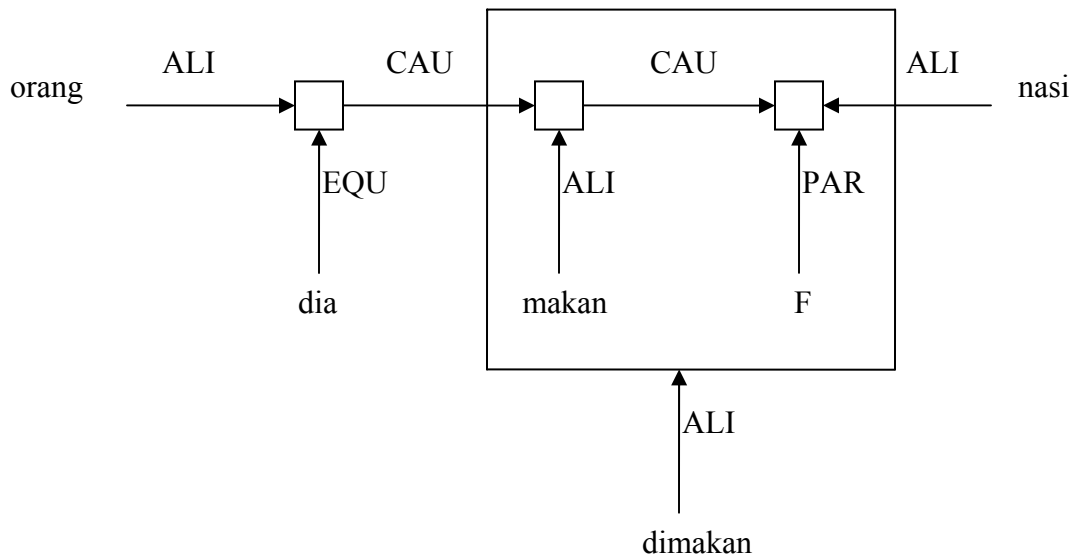 ALI CAU CAU ALI
orang nasi
EQU ALI PAR
dia makan F
ALI
dimakan